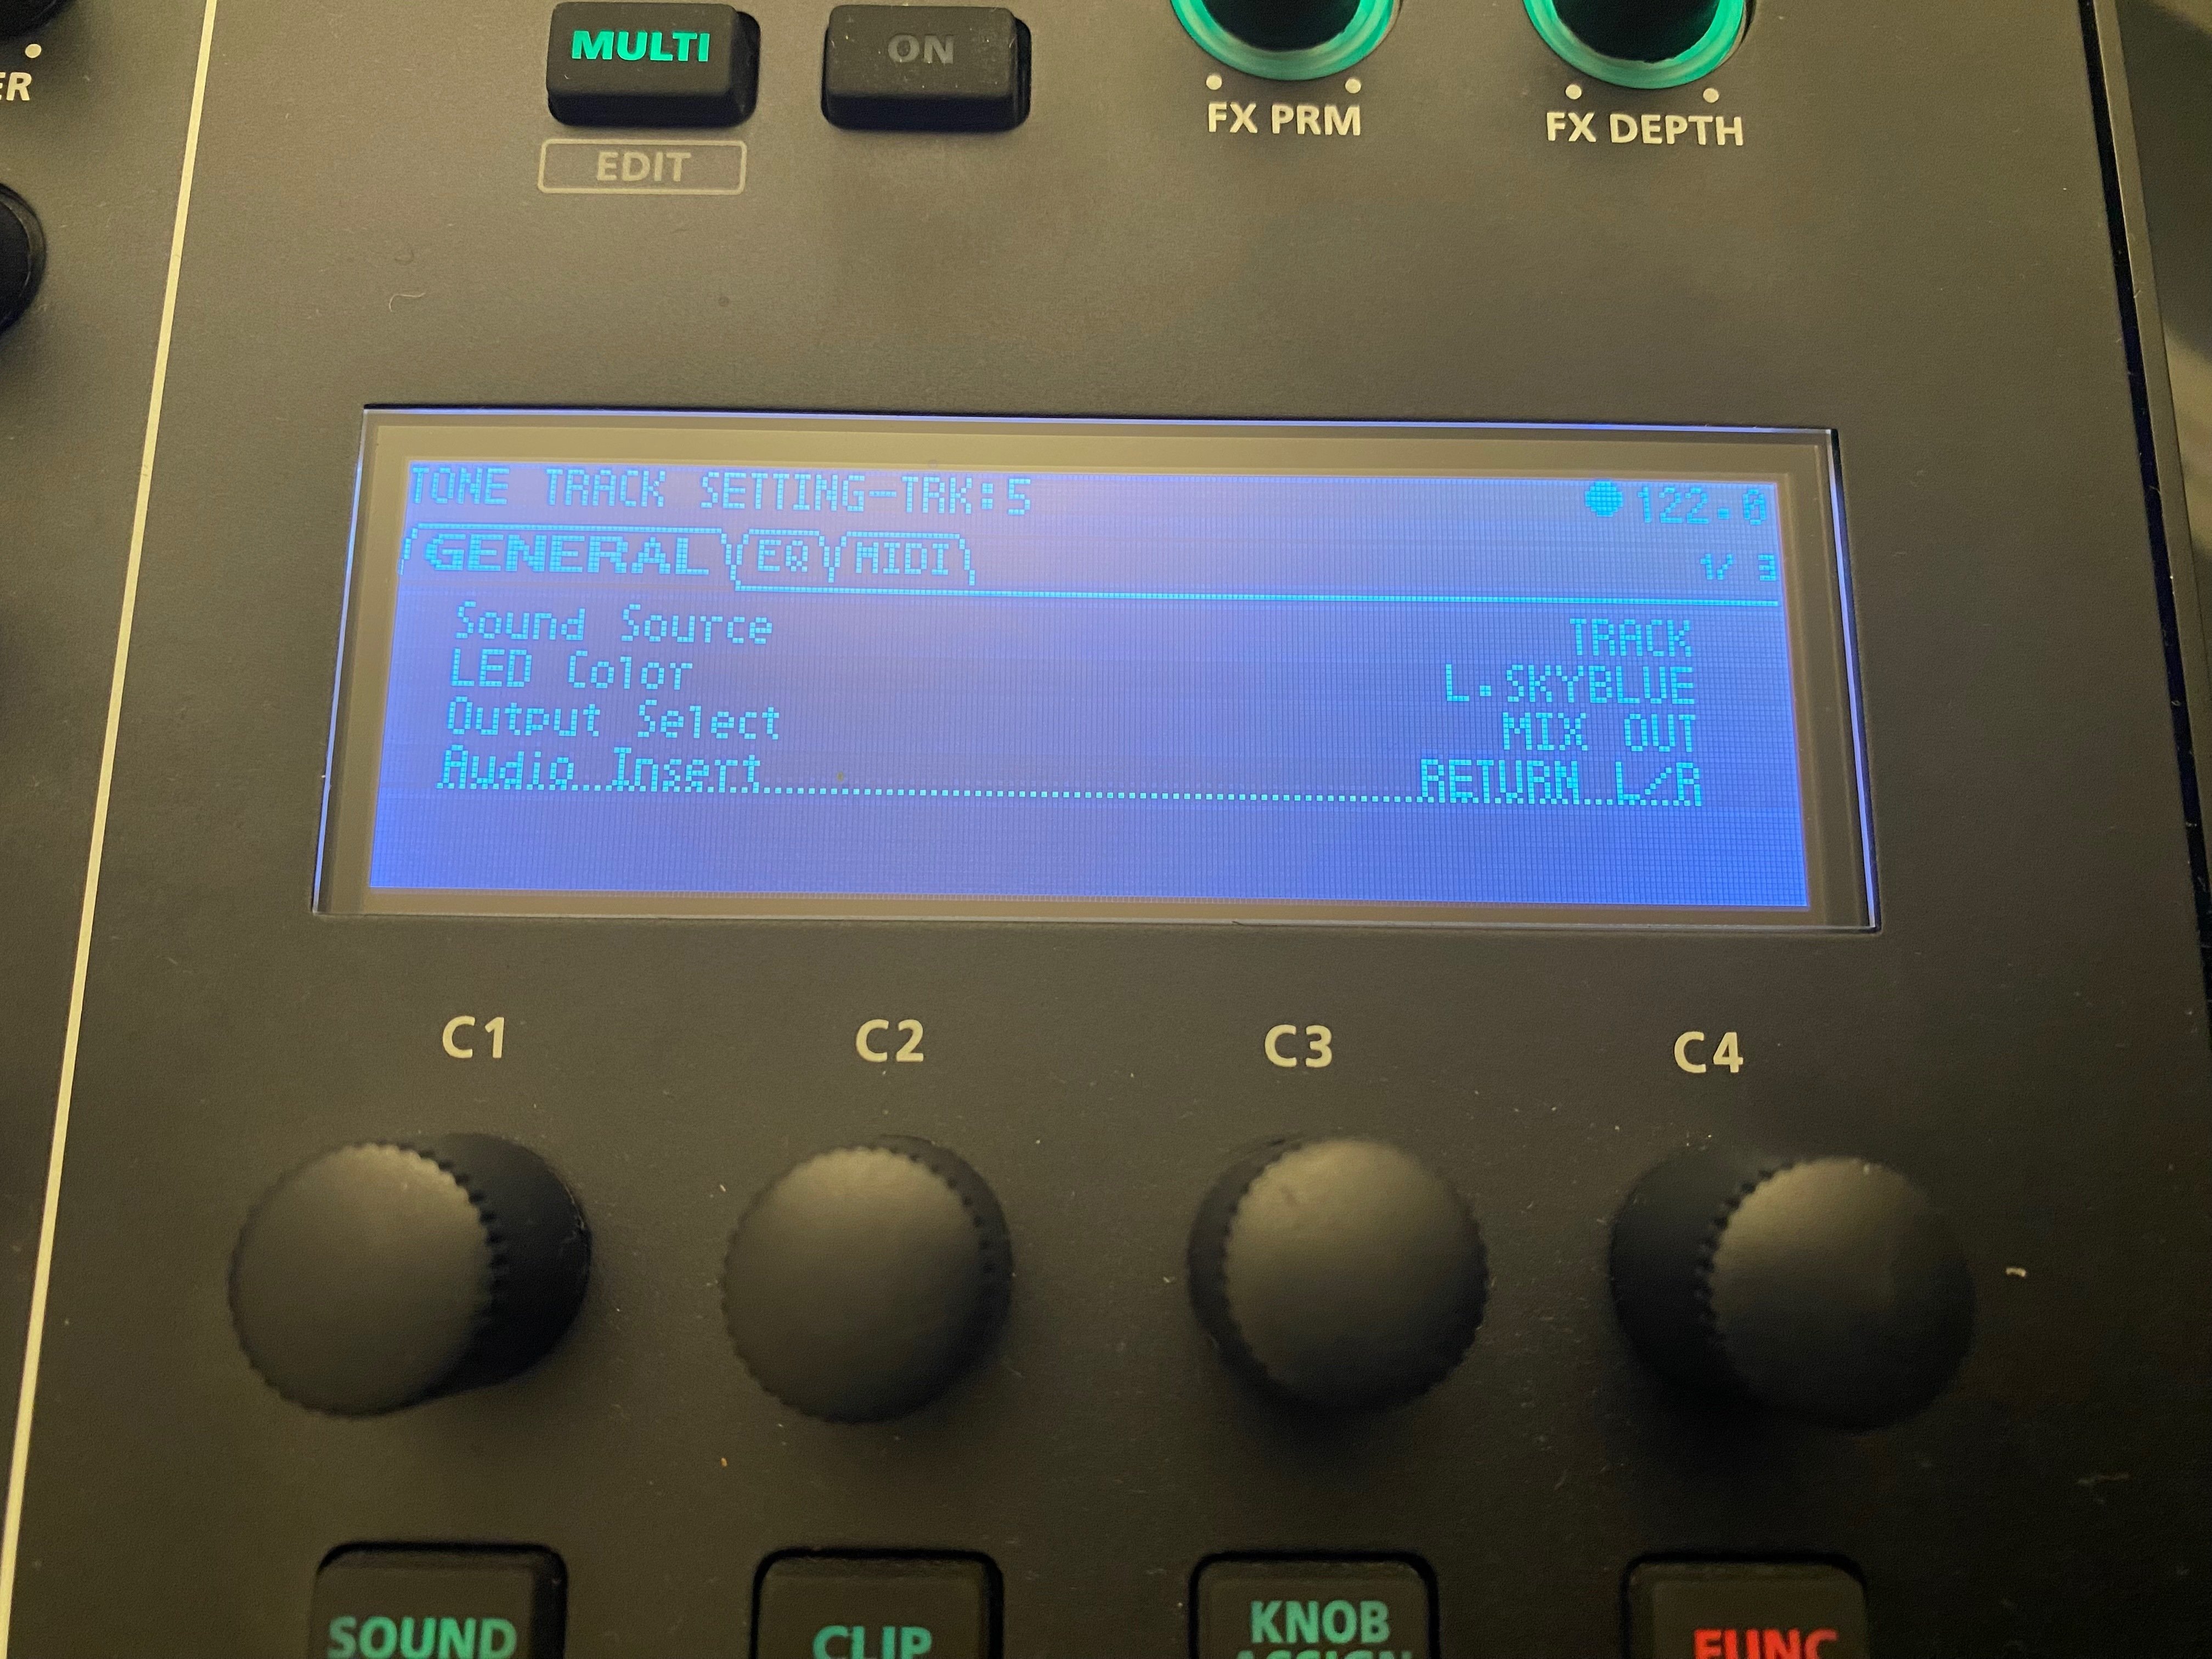 MULTI
ON
ER
EDIT
FX PRM
FX DEPTH
TONE TRACK SETTING-TRK:5
122.0
GENERAL
EQ
MIDI
1/ 3
Sound Source TRACK
LED Color L.SKYBLUE
Output Select MIX OUT
Audio Insert RETURN L/R
C1
C2
C3
C4
SOUND
CLIP
KNOB
ASSIGN
FUNC